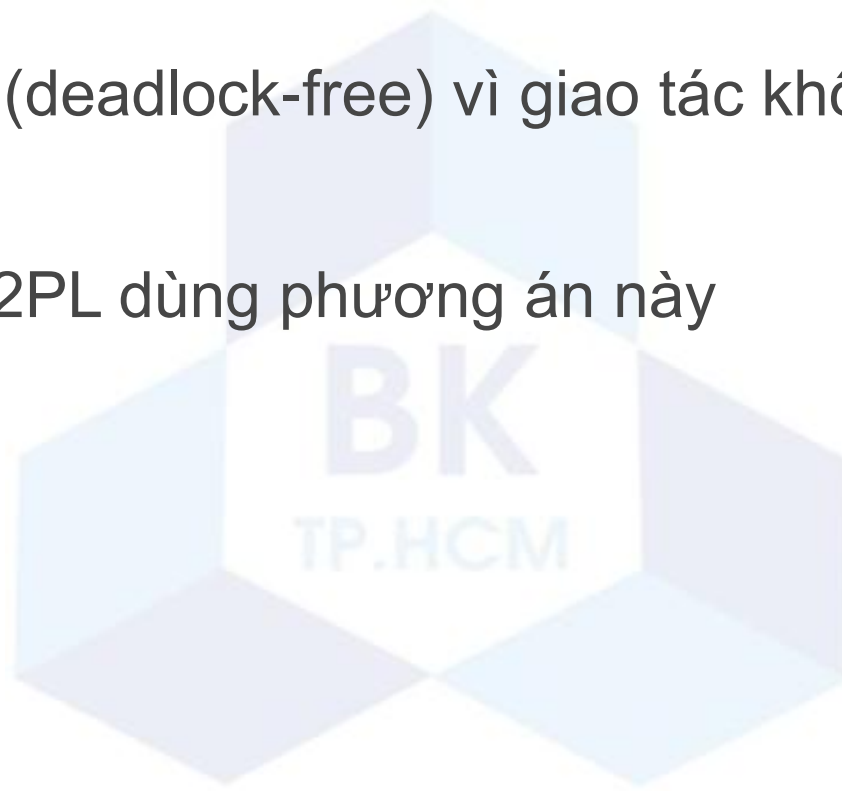 (deadlock-free) vì giao tác
2PL dùng phương án này
BK
TP.HCM